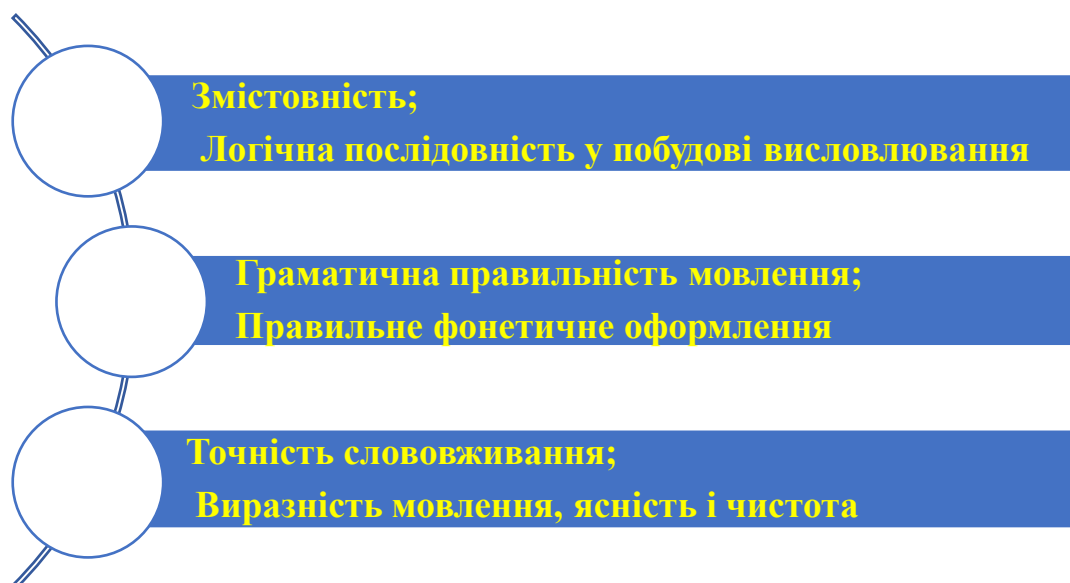 Змістовність;
Логічна послідовність у побудові висловлювання
Граматична правильність мовлення;
Правильне фонетичне оформлення
Точність слововживання;
Виразність мовлення, ясність і чистота